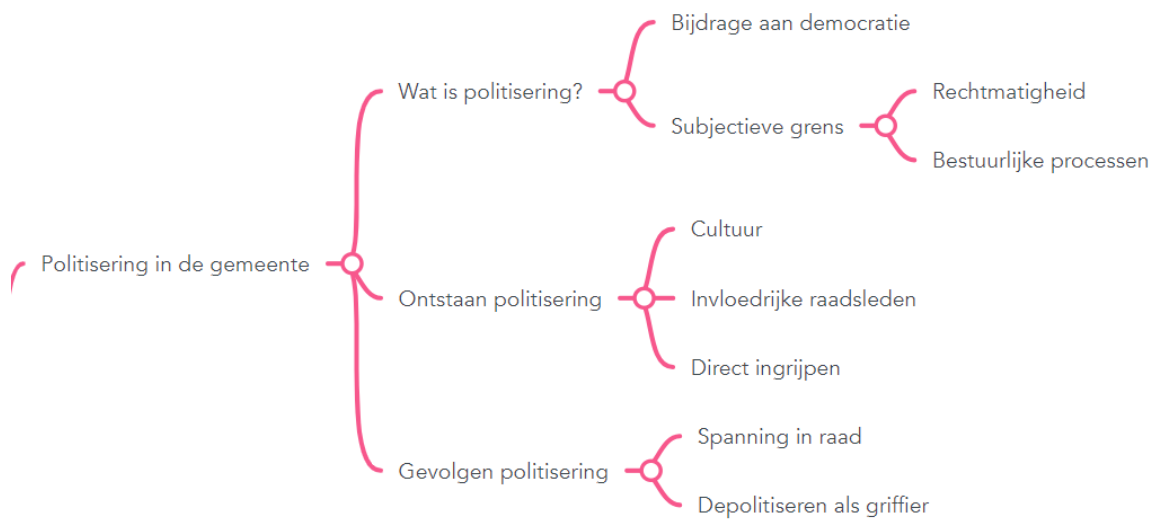 Politisering in de gemeente
Wat is politisering?
Bijdrage aan democratie
Subjectieve grens
Rechtmatigheid
Bestuurlijke processen
Ontstaan politisering
Cultuur
Invloedrijke raadsleden
Direct ingrijpen
Gevolgen politisering
Spanning in raad
Depolitiseren als griffier